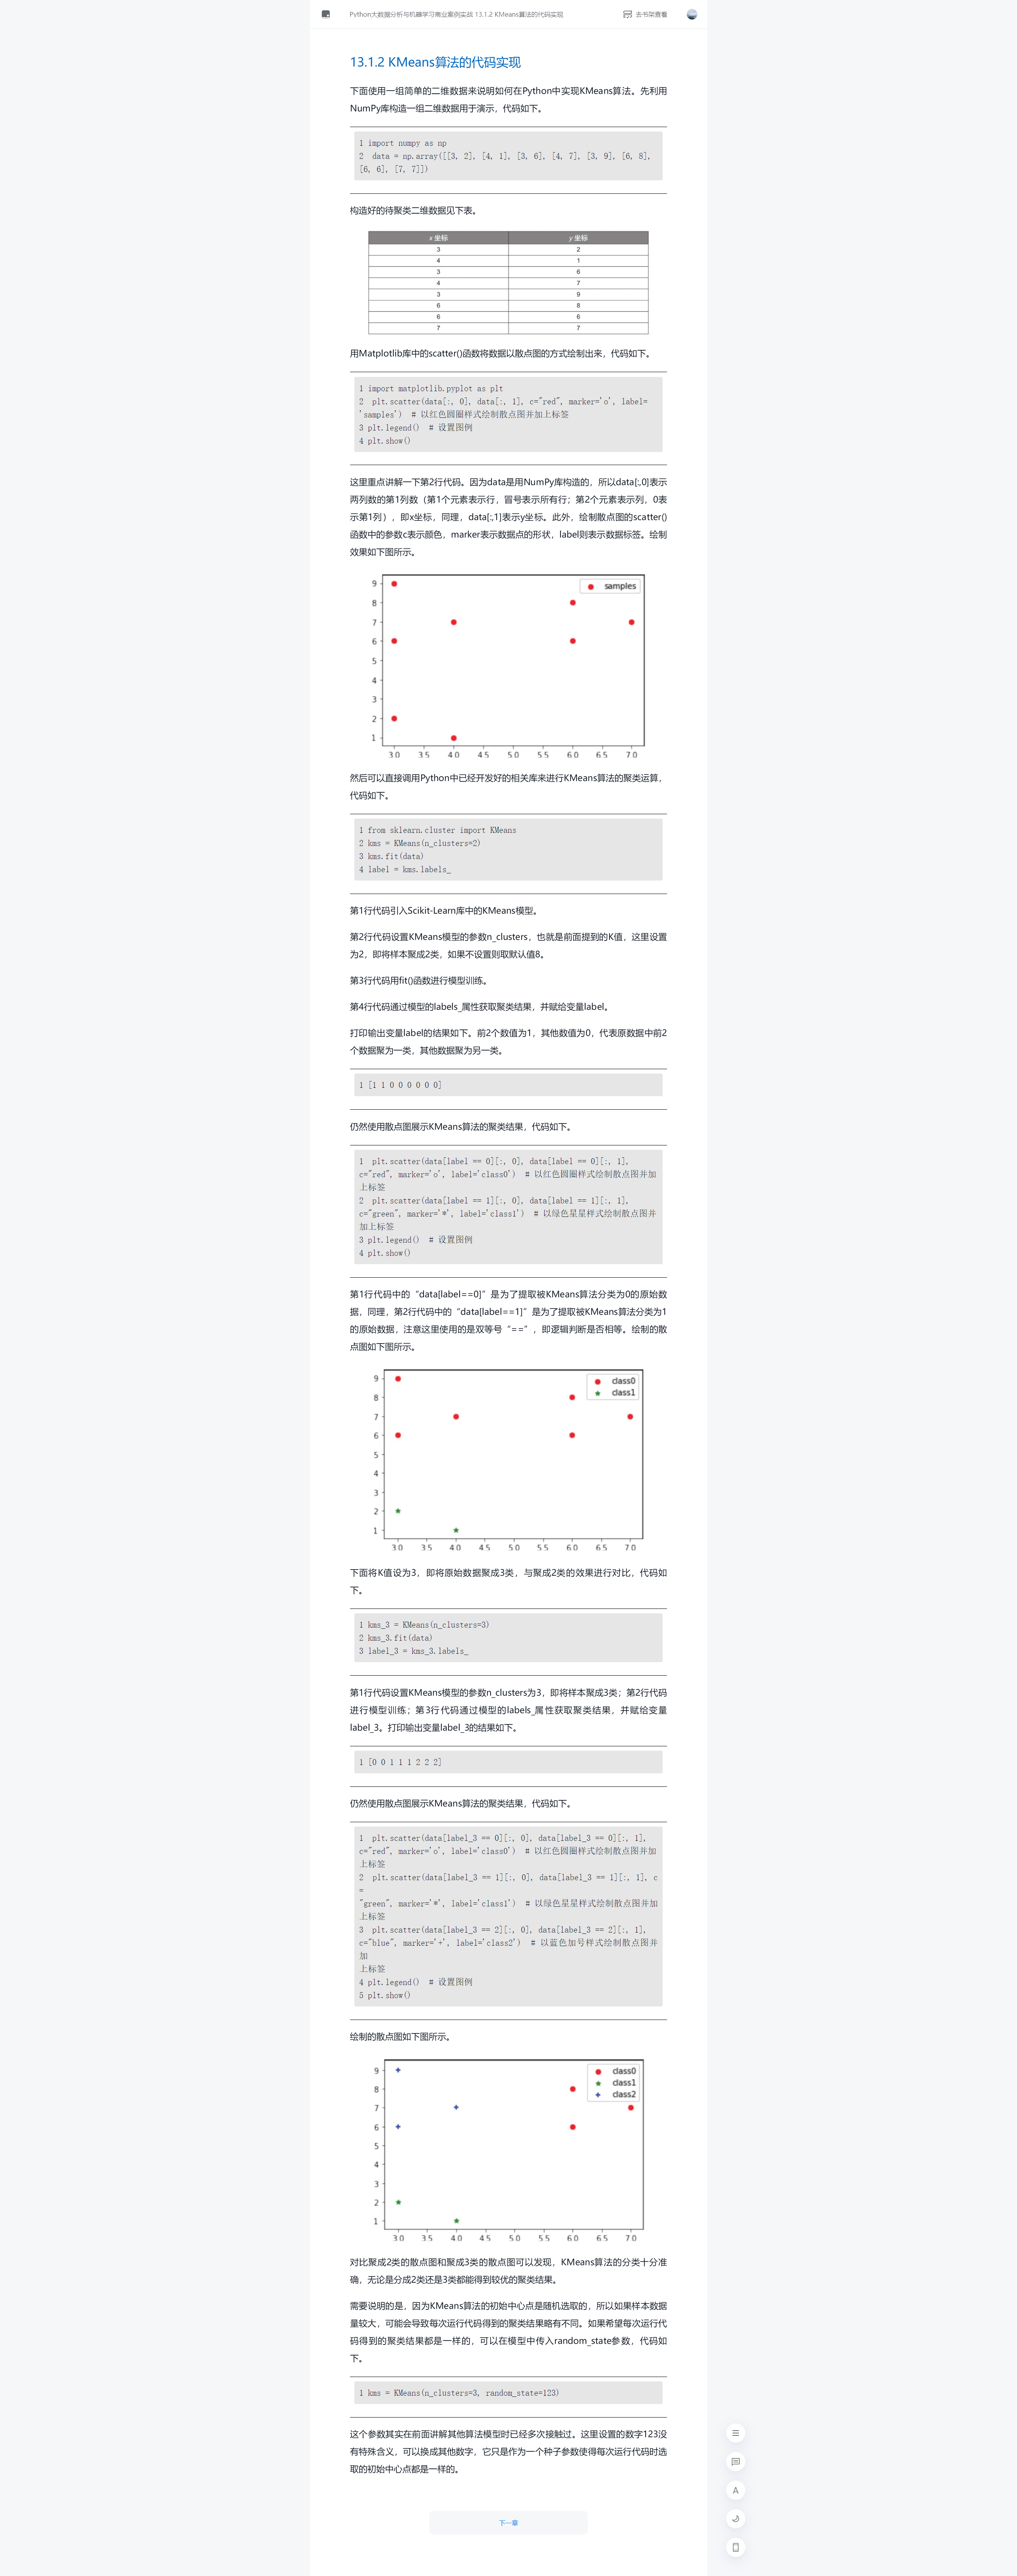 Python大数据分析与机器学习商业案例实战 13.1.2 KMeans算法的代码实现
去书架查看
13.1.2 KMeans算法的代码实现
下面使用一组简单的二维数据来说明如何在Python中实现KMeans算法。先利用
NumPy库构造一组二维数据用于演示，代码如下。
1 import numpy as np
2  data = np.array([[3, 2], [4, 1], [3, 6], [4, 7], [3, 9], [6, 8],
[6, 6], [7, 7]])
构造好的待聚类二维数据见下表。
x 坐标 y 坐标
3 2
4 1
3 6
4 7
3 9
6 8
6 6
7 7
用Matplotlib库中的scatter()函数将数据以散点图的方式绘制出来，代码如下。
1 import matplotlib.pyplot as plt
2  plt.scatter(data[:, 0], data[:, 1], c="red", marker='o', label=
'samples')  # 以红色圆圈样式绘制散点图并加上标签
3 plt.legend()  # 设置图例
4 plt.show()
这里重点讲解一下第2行代码。因为data是用NumPy库构造的，所以data[:,0]表示
两列数的第1列数（第1个元素表示行，冒号表示所有行；第2个元素表示列，0表
示第1列），即x坐标，同理，data[:,1]表示y坐标。此外，绘制散点图的scatter()
函数中的参数c表示颜色，marker表示数据点的形状，label则表示数据标签。绘制
效果如下图所示。
samples
9
8
7
6
5
4
3
2
1
3.0 3.5 4.0 4.5 5.0 5.5 6.0 6.5 7.0
然后可以直接调用Python中已经开发好的相关库来进行KMeans算法的聚类运算，
代码如下。
1 from sklearn.cluster import KMeans
2 kms = KMeans(n_clusters=2)
3 kms.fit(data)
4 label = kms.labels_
第1行代码引入Scikit-Learn库中的KMeans模型。
第2行代码设置KMeans模型的参数n_clusters，也就是前面提到的K值，这里设置
为2，即将样本聚成2类，如果不设置则取默认值8。
第3行代码用fit()函数进行模型训练。
第4行代码通过模型的labels_属性获取聚类结果，并赋给变量label。
打印输出变量label的结果如下。前2个数值为1，其他数值为0，代表原数据中前2
个数据聚为一类，其他数据聚为另一类。
1 [1 1 0 0 0 0 0 0]
仍然使用散点图展示KMeans算法的聚类结果，代码如下。
1  plt.scatter(data[label == 0][:, 0], data[label == 0][:, 1],
c="red", marker='o', label='class0')  # 以红色圆圈样式绘制散点图并加
上标签
2  plt.scatter(data[label == 1][:, 0], data[label == 1][:, 1],
c="green", marker='*', label='class1')  # 以绿色星星样式绘制散点图并
加上标签
3 plt.legend()  # 设置图例
4 plt.show()
第1行代码中的“data[label==0]”是为了提取被KMeans算法分类为0的原始数
据，同理，第2行代码中的“data[label==1]”是为了提取被KMeans算法分类为1
的原始数据，注意这里使用的是双等号“==”，即逻辑判断是否相等。绘制的散
点图如下图所示。
class0
class1
9
8
7
6
5
4
3
2
1
3.0 3.5 4.0 4.5 5.0 5.5 6.0 6.5 7.0
下面将K值设为3，即将原始数据聚成3类，与聚成2类的效果进行对比，代码如
下。
1 kms_3 = KMeans(n_clusters=3)
2 kms_3.fit(data)
3 label_3 = kms_3.labels_
第1行代码设置KMeans模型的参数n_clusters为3，即将样本聚成3类；第2行代码
进行模型训练；第3行代码通过模型的labels_属性获取聚类结果，并赋给变量
label_3。打印输出变量label_3的结果如下。
1 [0 0 1 1 1 2 2 2]
仍然使用散点图展示KMeans算法的聚类结果，代码如下。
1  plt.scatter(data[label_3 == 0][:, 0], data[label_3 == 0][:, 1],
c="red", marker='o', label='class0')  # 以红色圆圈样式绘制散点图并加
上标签
2  plt.scatter(data[label_3 == 1][:, 0], data[label_3 == 1][:, 1], c
=
"green", marker='*', label='class1')  # 以绿色星星样式绘制散点图并加
上标签
3  plt.scatter(data[label_3 == 2][:, 0], data[label_3 == 2][:, 1],
c="blue", marker='+', label='class2')  # 以蓝色加号样式绘制散点图并
加
上标签
4 plt.legend()  # 设置图例
5 plt.show()
绘制的散点图如下图所示。
class0
class1
class2
9
8
7
6
5
4
3
2
1
3.0 3.5 4.0 4.5 5.0 5.5 6.0 6.5 7.0
对比聚成2类的散点图和聚成3类的散点图可以发现，KMeans算法的分类十分准
确，无论是分成2类还是3类都能得到较优的聚类结果。
需要说明的是，因为KMeans算法的初始中心点是随机选取的，所以如果样本数据
量较大，可能会导致每次运行代码得到的聚类结果略有不同。如果希望每次运行代
码得到的聚类结果都是一样的，可以在模型中传入random_state参数，代码如
下。
1 kms = KMeans(n_clusters=3, random_state=123)
这个参数其实在前面讲解其他算法模型时已经多次接触过。这里设置的数字123没
有特殊含义，可以换成其他数字，它只是作为一个种子参数使得每次运行代码时选
取的初始中心点都是一样的。
A
下一章